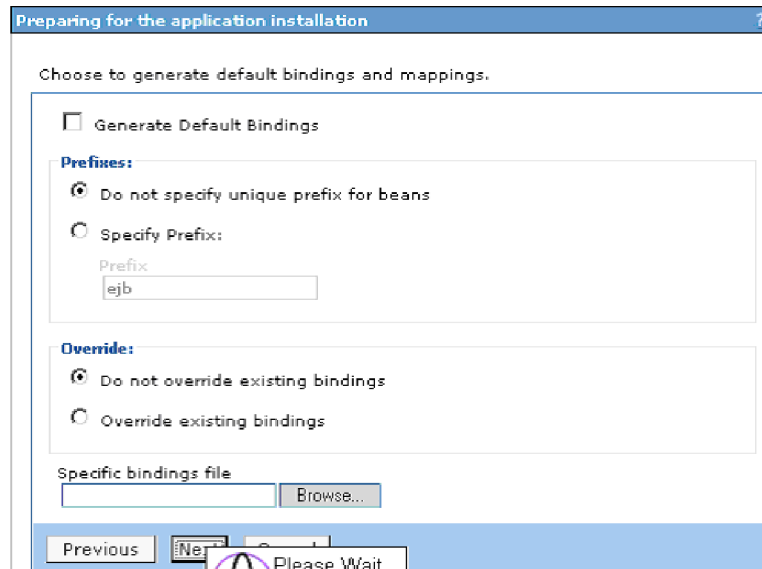 Preparing for the application installation
Choose to generate default bindings and mappings.
Generate Default Bindings
Prefixes:
Do not specify unique prefix for beans
Specify Prefix:
Prefix
ejb
Override:
Do not override existing bindings
Override existing bindings
Specific bindings file
Browse...
Previous
Please Wait